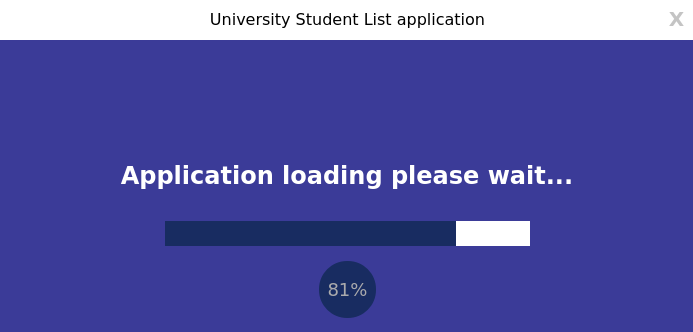 University Student List application
X
Application loading please wait...
81%